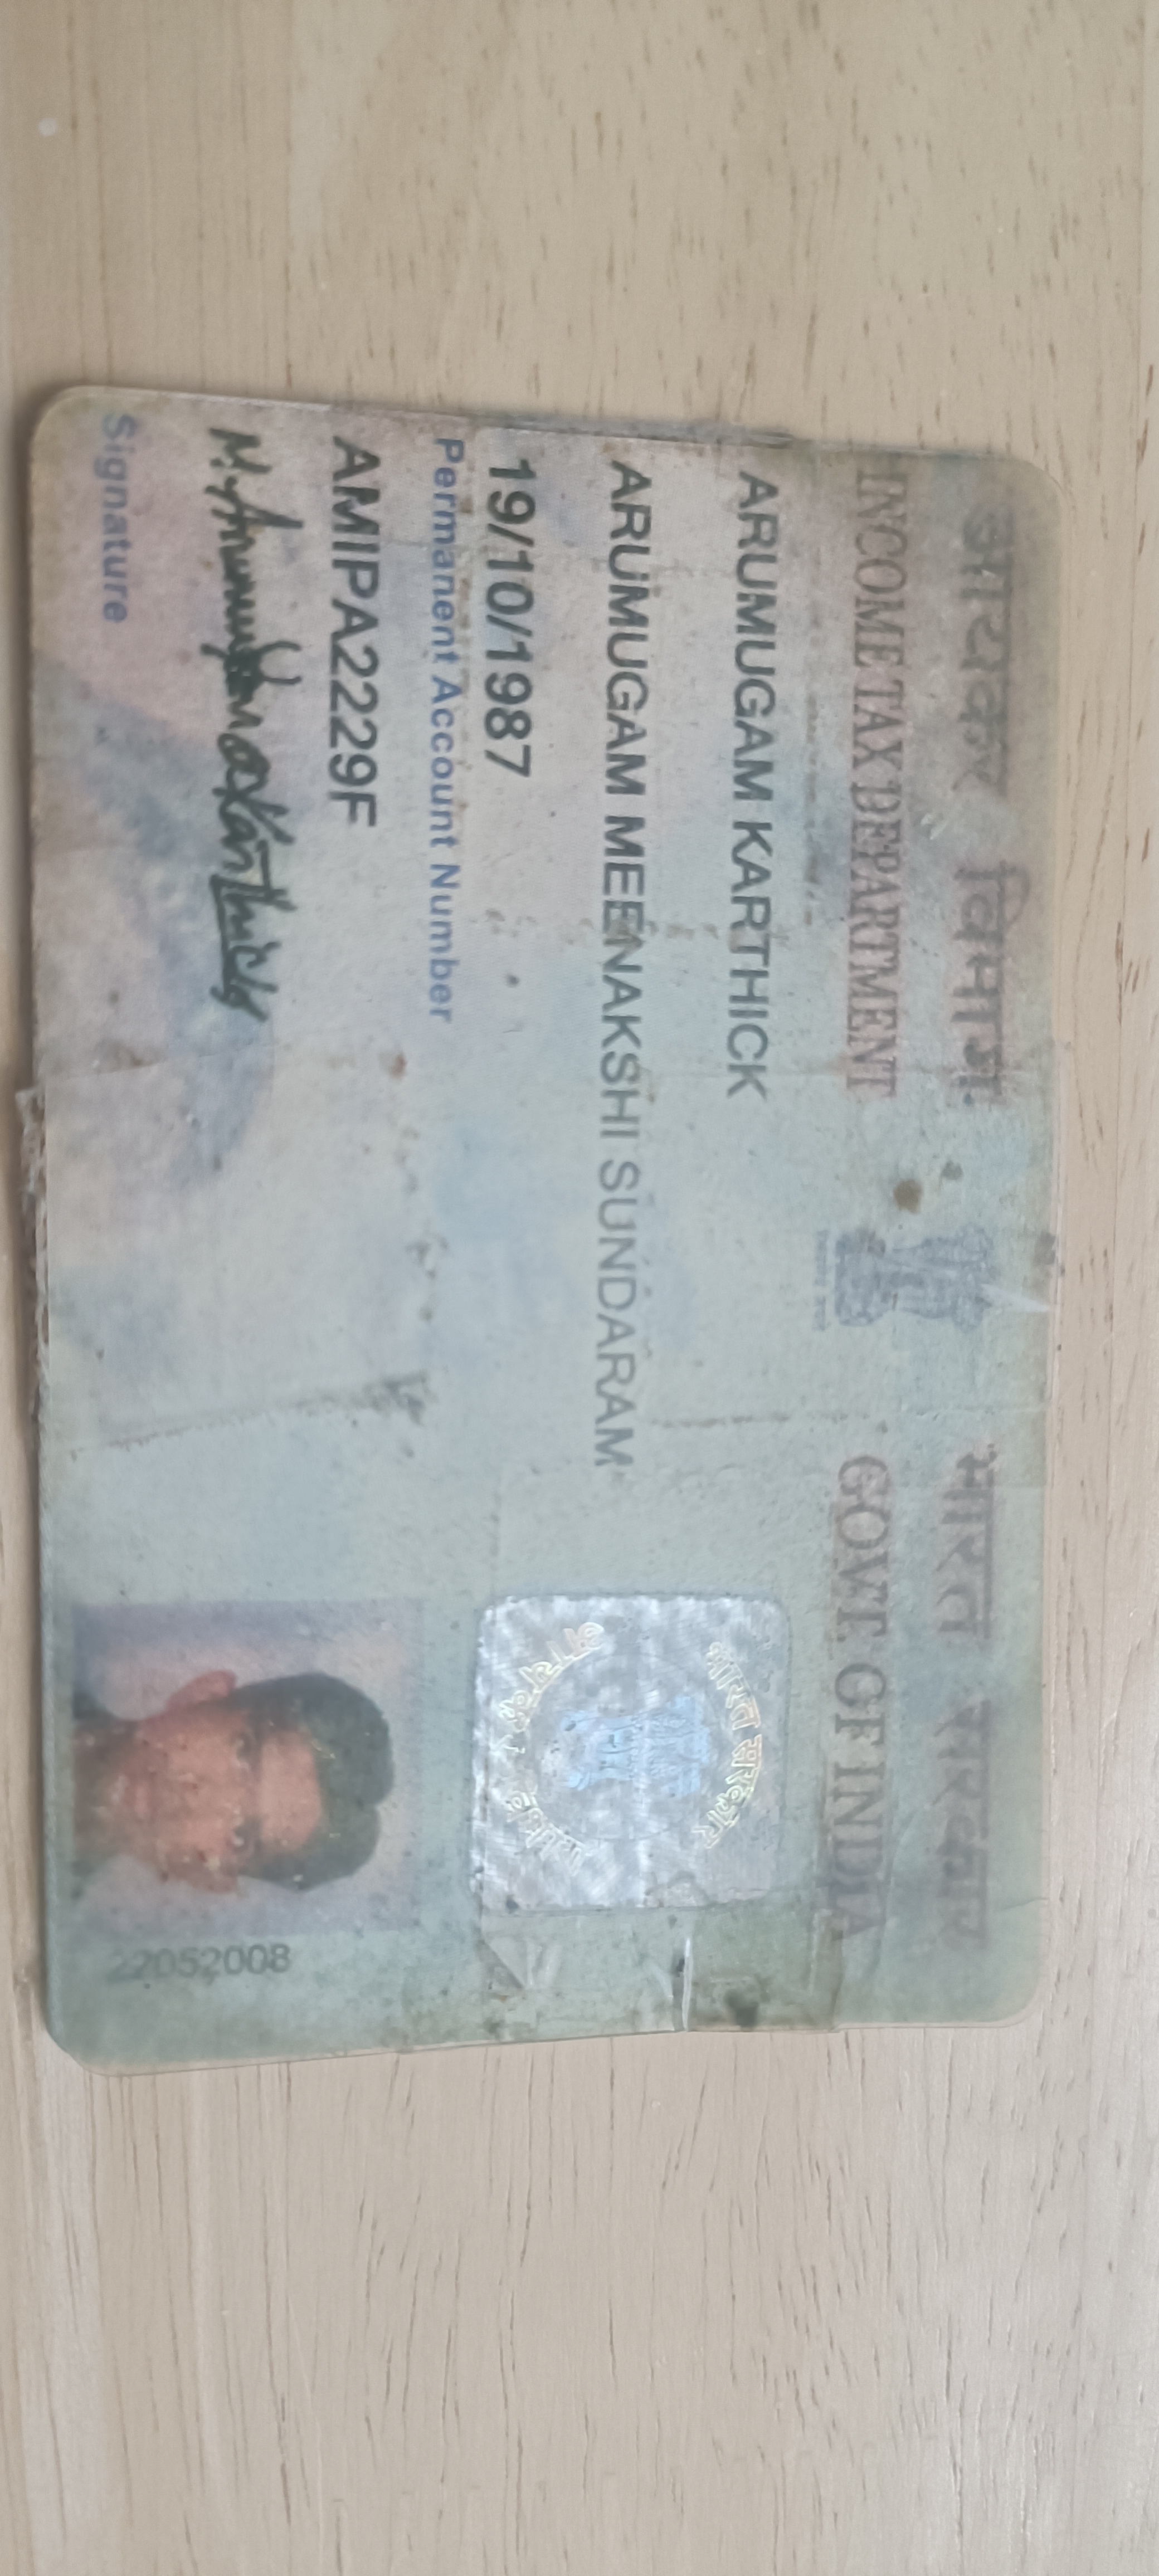 आयकर विभाग
INCOME TAX DEPARTMENT
भारत सरकार
GOVT. OF INDIA
ARUMUGAM KARTHICK
ARUMUGAM MEENAKSHI SUNDARAM
19/10/1987
Permanent Account Number
AMIPA2229F
Signature
भारत सरकार
आयकर विभाग
22052008